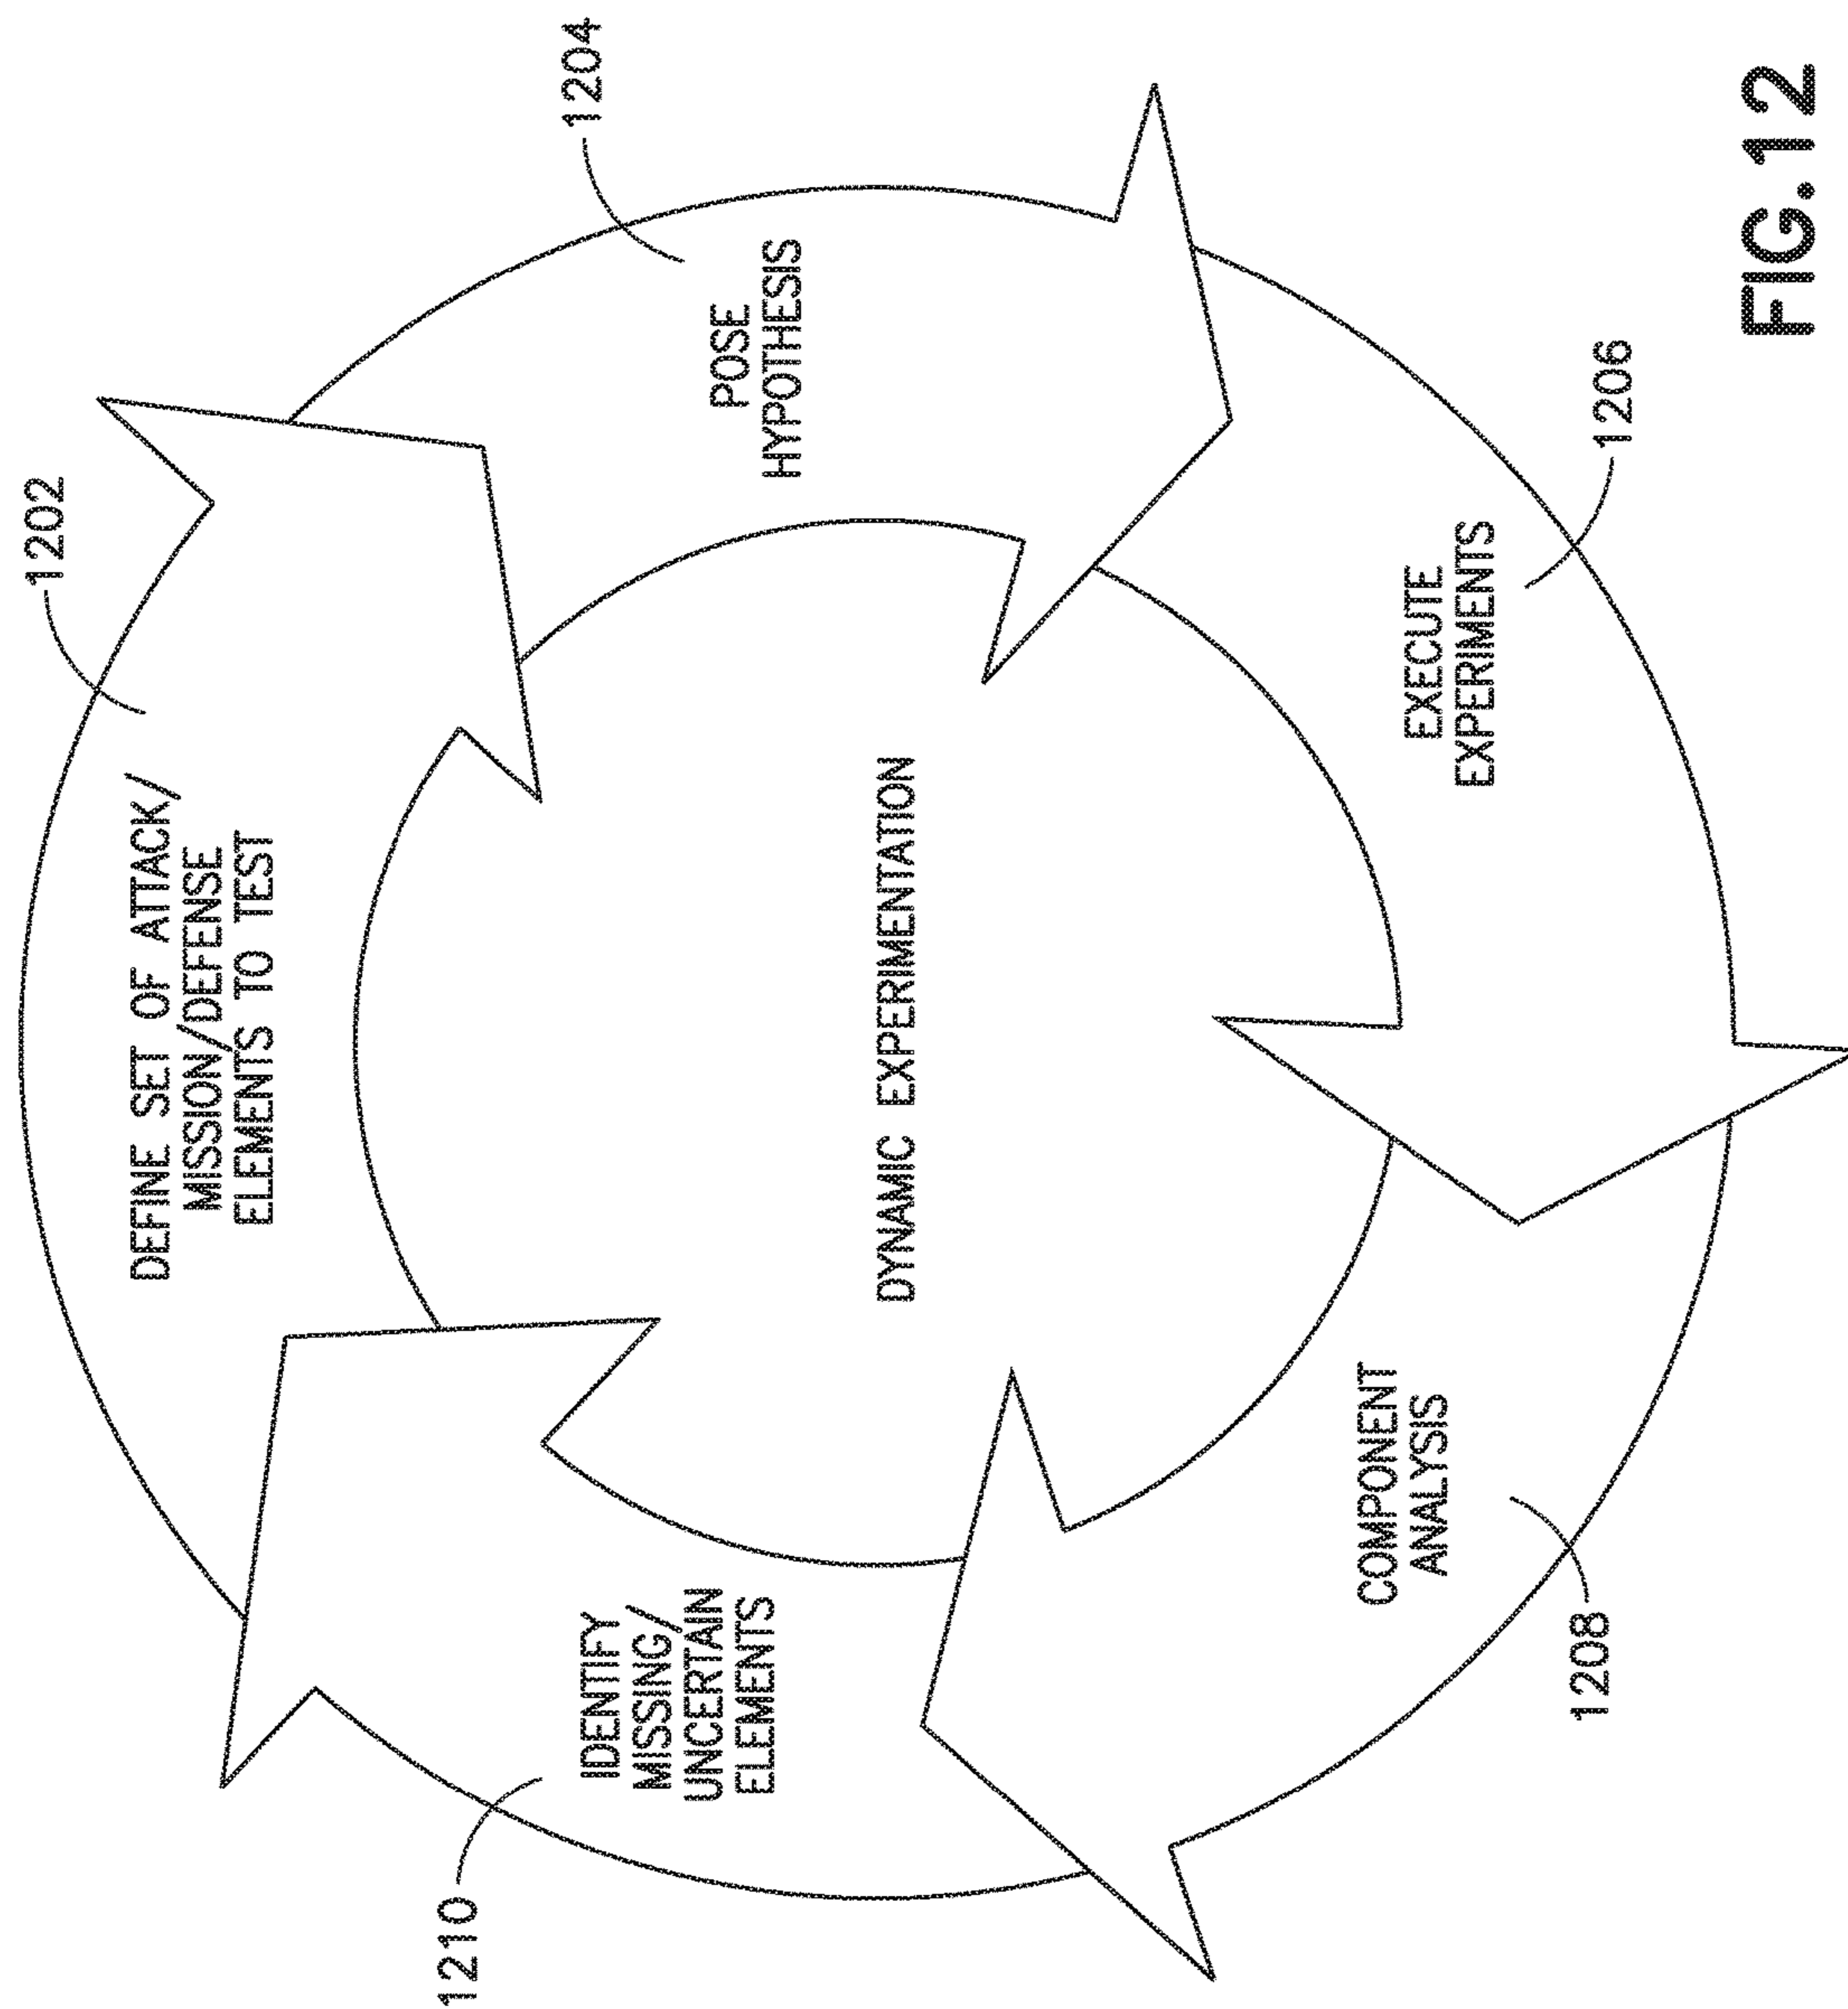 1202
DEFINE SET OF ATTACK/
MISSION/DEFENSE
ELEMENTS TO TEST
1204
POSE
HYPOTHESIS
1206
EXECUTE
EXPERIMENTS
1208
COMPONENT
ANALYSIS
1210
IDENTIFY
MISSING/
UNCERTAIN
ELEMENTS
DYNAMIC EXPERIMENTATION
FIG.12